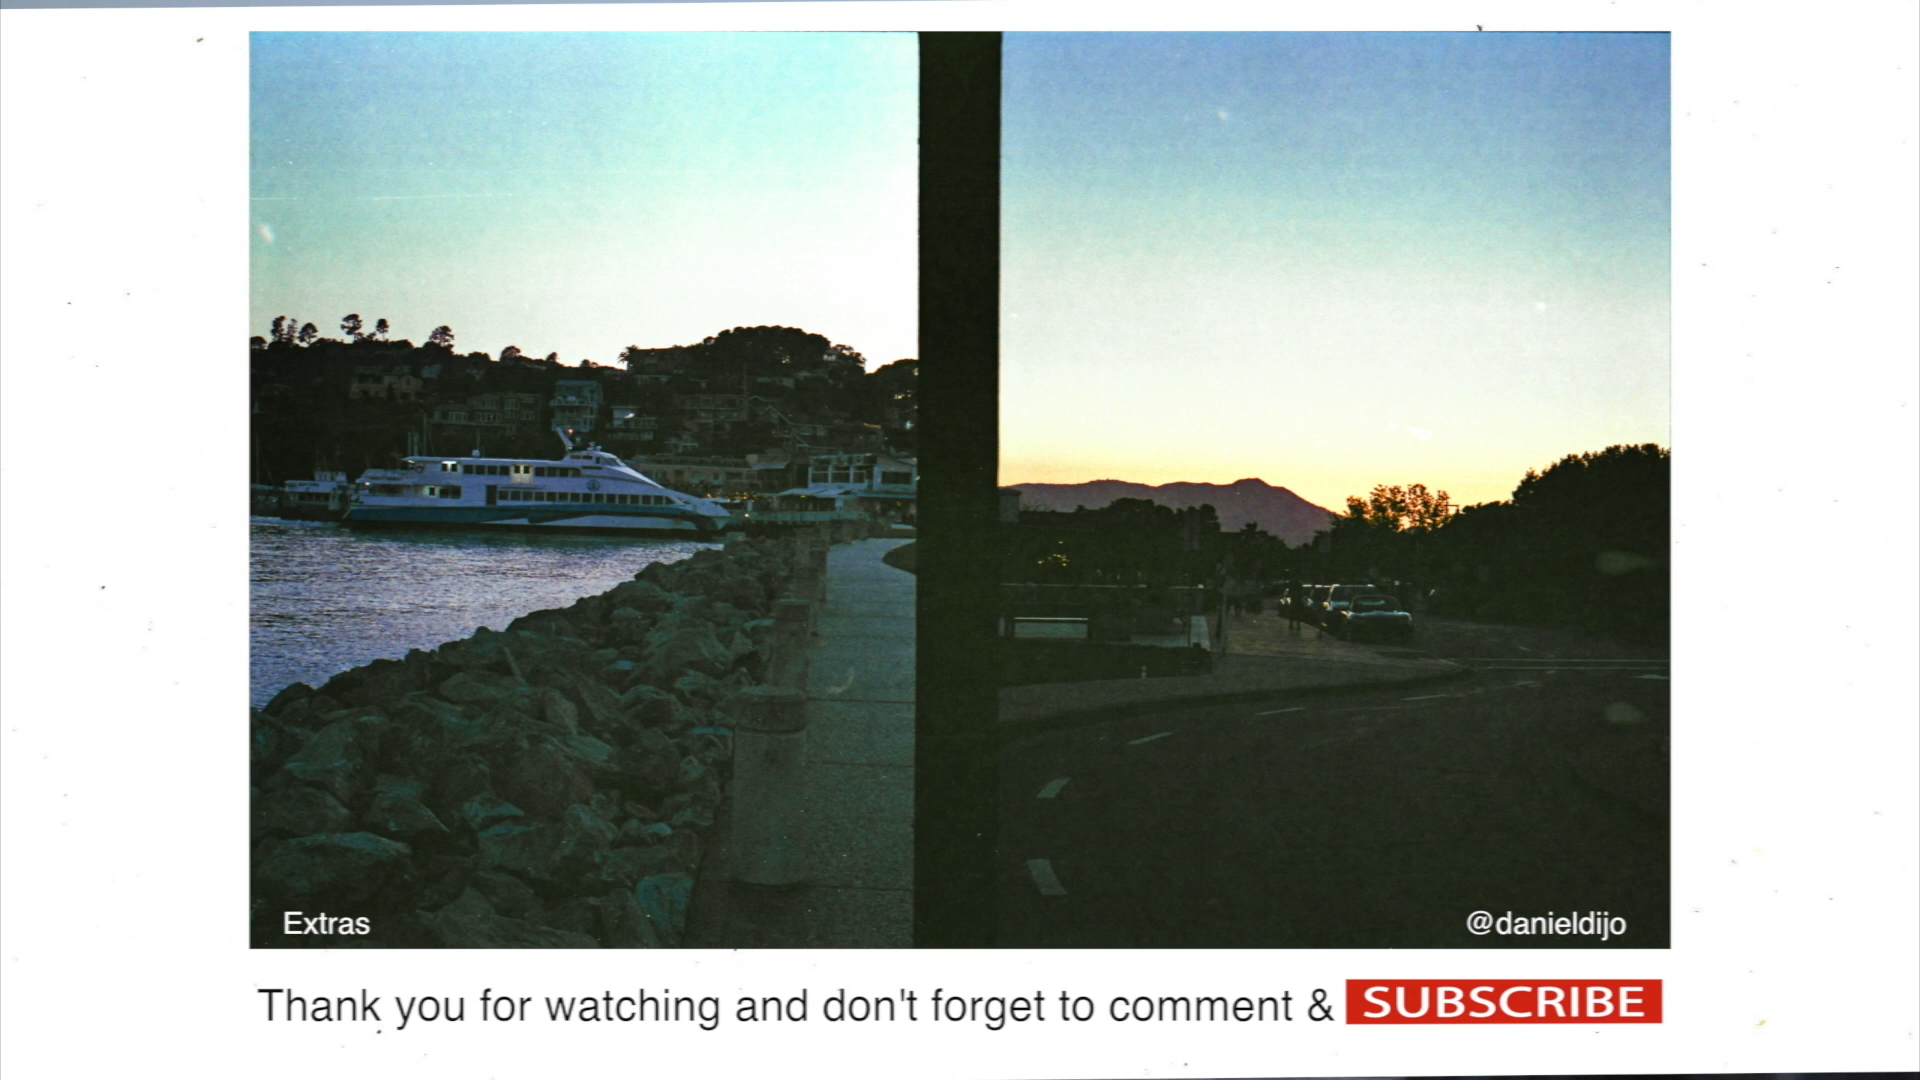 Extras
@danieldijo
Thank you for watching and don't forget to comment & SUBSCRIBE